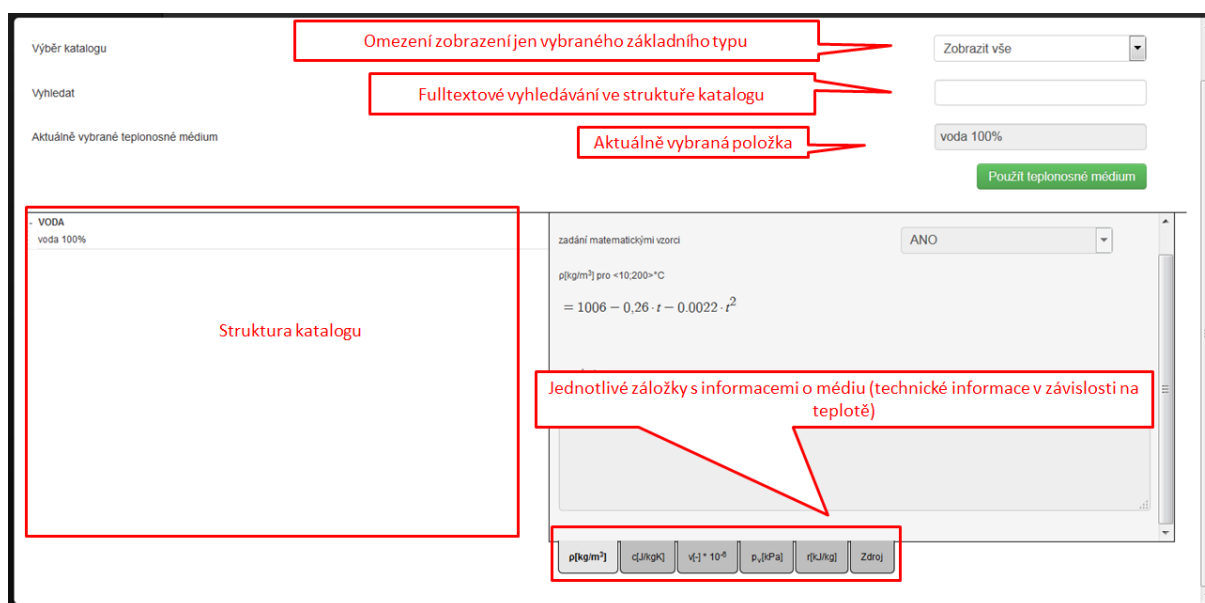 Výběr katalogu
Omezení zobrazení jen vybraného základního typu
Zobrazit vše
Vyhledat
Fulltextové vyhledávání ve struktuře katalogu
Aktuálně vybrané teplonosné médium
Aktuálně vybraná položka
voda 100%
Použít teplonosné médium
- VODA
voda 100%
Struktura katalogu
zadání matematickými vzorci
ANO
ρ[kg/m³] pro <10;200>°C
= 1006 − 0,26 · t − 0.0022 · t²
Jednotlivé záložky s informacemi o médiu (technické informace v závislosti na
teplotě)
ρ[kg/m³]
c[J/kgK]
v[-] * 10⁻⁶
pᵥ[kPa]
r[kJ/kg]
Zdroj